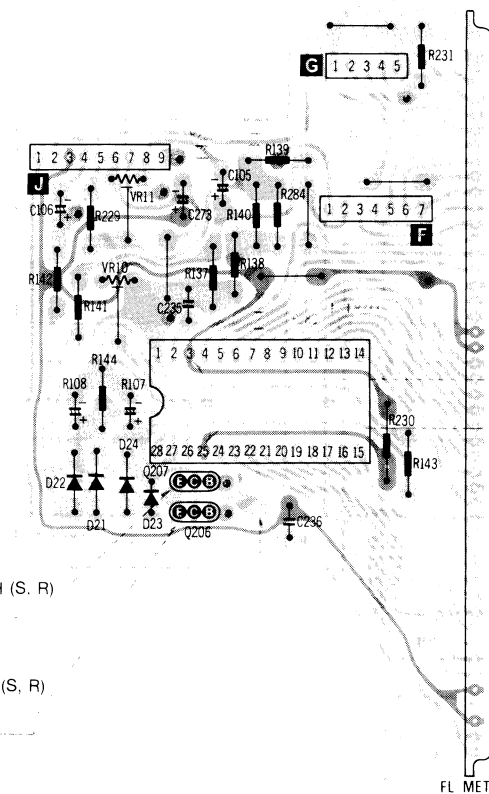 R231
G 1 2 3 4 5
R139
1 2 3 4 5 6 7 8 9
J
VR11
C105
C106
R229
C273
R140
R284
1 2 3 4 5 6 7
F
R142
VR10
R137
R138
R141
C235
1 2 3 4 5 6 7 8 9 10 11 12 13 14
R144
R108
R107
R230
D24
28 27 26 25 24 23 22 21 20 19 18 17 16 15
R143
Q207
D22
E C B
D21
D23
E C B
Q206
C236
(S, R)
(S, R)
FL MET